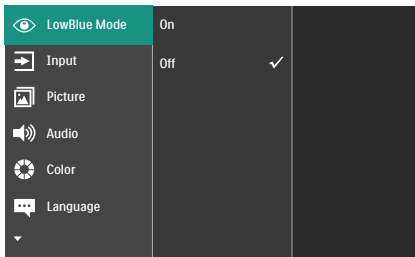 LowBlue Mode
On
Input
Off
Picture
Audio
Color
Language